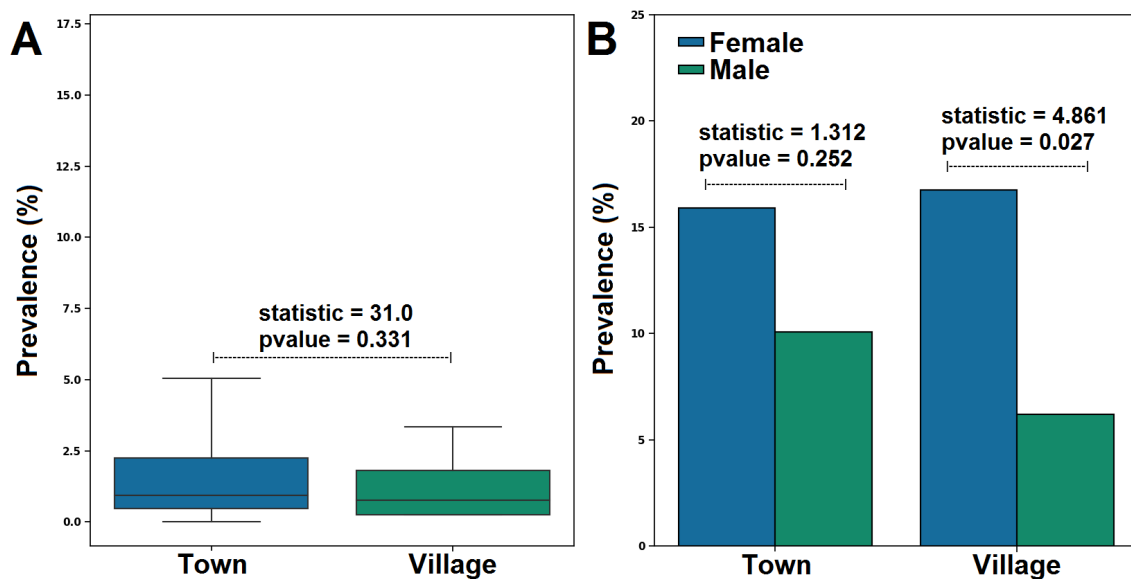 A
17.5
15.0
12.5
10.0
7.5
5.0
2.5
0.0
Prevalence (%)
statistic = 31.0
pvalue = 0.331
Town
Village
B
25
20
15
10
5
0
Prevalence (%)
Female
Male
statistic = 1.312
pvalue = 0.252
statistic = 4.861
pvalue = 0.027
Town
Village